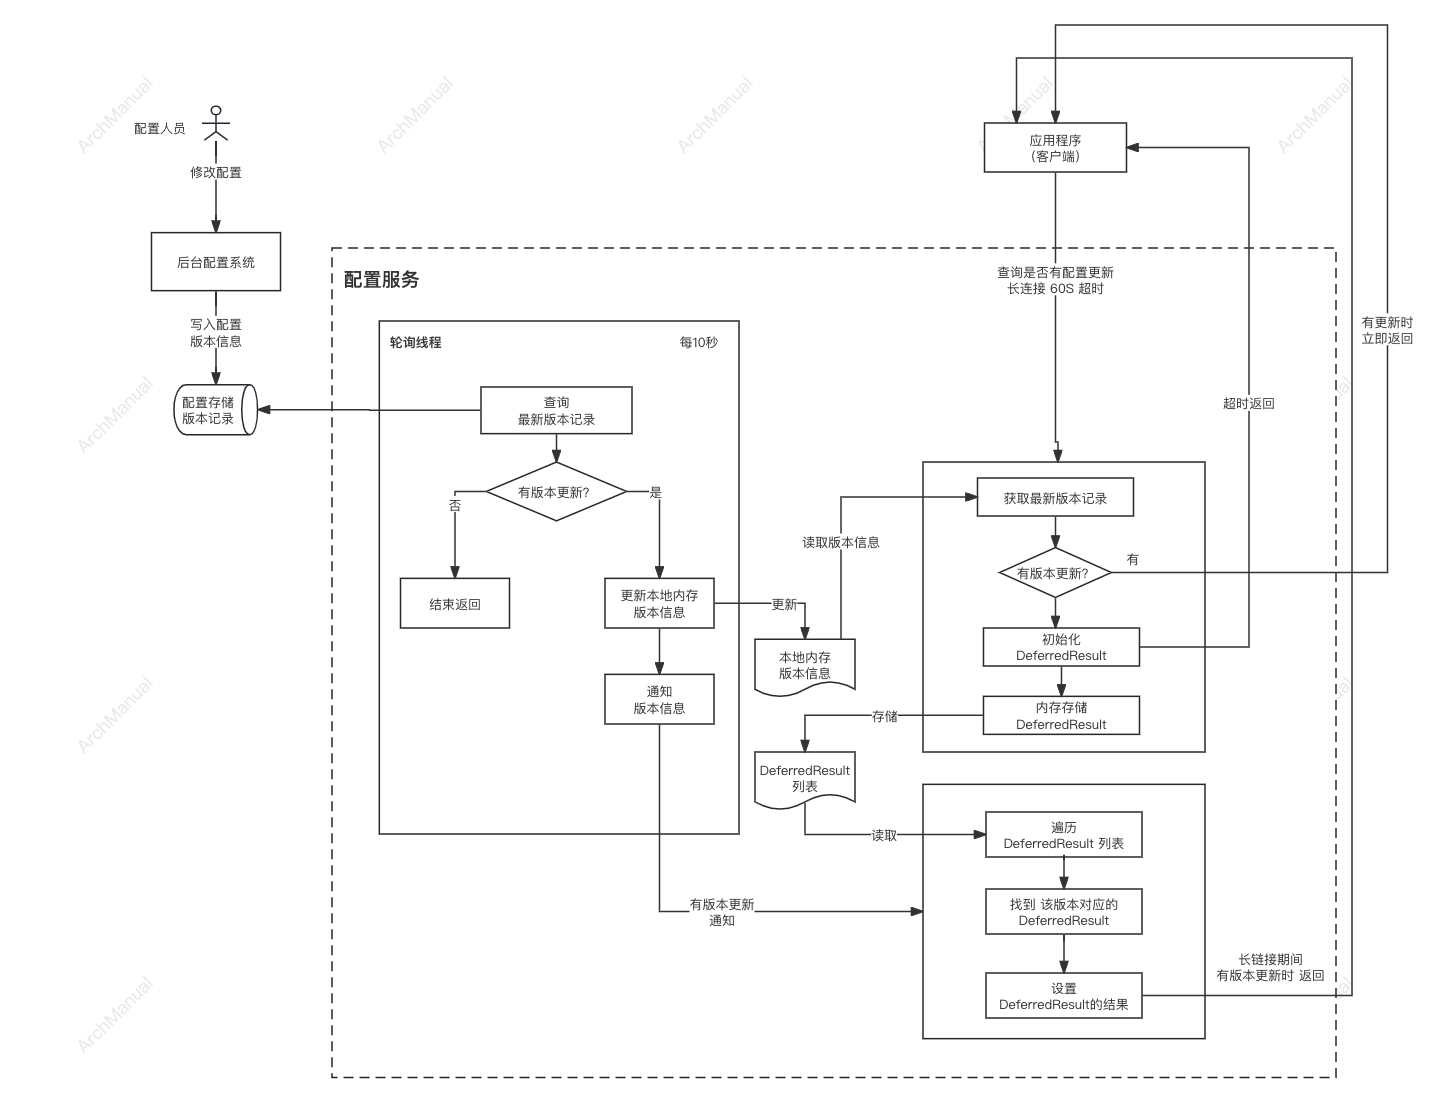 ArchManual
ArchManual
ArchManual
ArchManual
ArchManual
配置人员
修改配置
后台配置系统
写入配置
版本信息
配置存储
版本记录
应用程序
(客户端)
配置服务
查询是否有配置更新
长连接 60S 超时
有更新时
立即返回
轮询线程
每10秒
查询
最新版本记录
有版本更新?
否
是
结束返回
更新本地内存
版本信息
更新
通知
版本信息
本地内存
版本信息
读取版本信息
超时返回
获取最新版本记录
有版本更新?
有
初始化
DeferredResult
内存存储
DeferredResult
存储
DeferredResult
列表
读取
有版本更新
通知
遍历
DeferredResult 列表
找到 该版本对应的
DeferredResult
设置
DeferredResult的结果
长链接期间
有版本更新时 返回
ArchManual
ArchManual
ArchManual